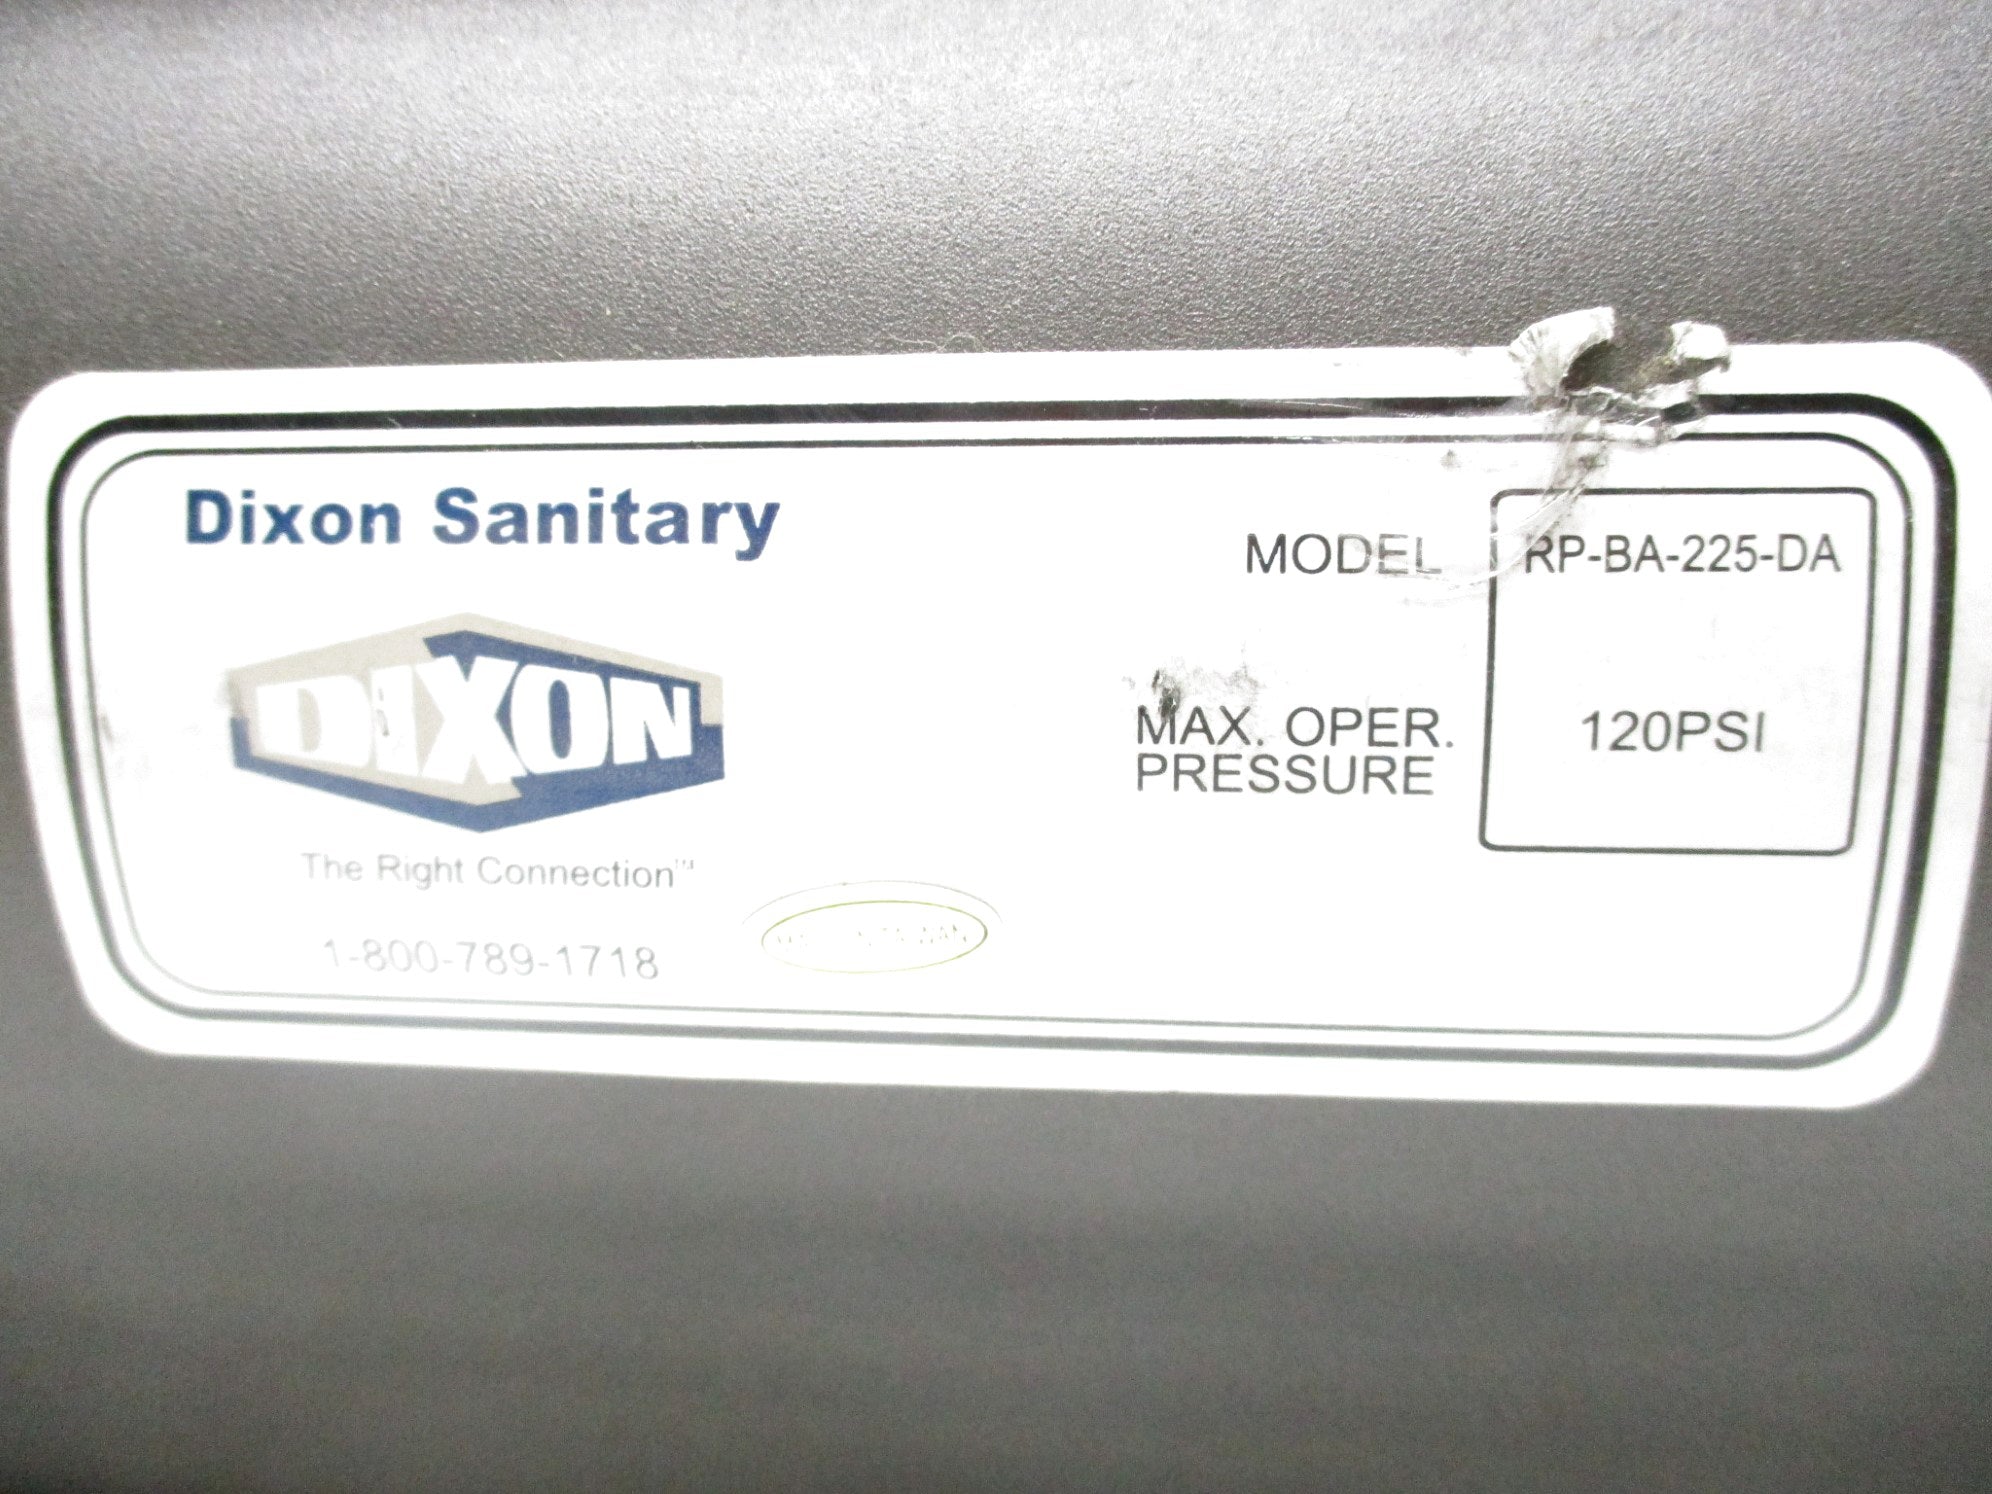 Dixon Sanitary
DIXON
The Right Connection™
1-800-789-1718
MODEL RP-BA-225-DA
MAX. OPER.
PRESSURE
120PSI